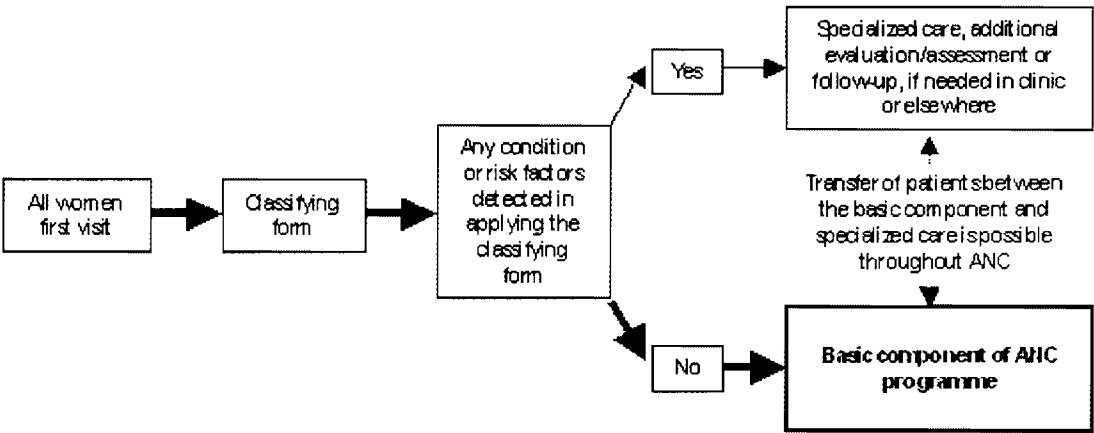 All women
first visit
Classifying
form
Any condition
or risk factors
detected in
applying the
classifying
form
Yes
Specialized care, additional
evaluation/assessment or
follow-up, if needed in clinic
or elsewhere
Transfer of patients between
the basic component and
specialized care is possible
throughout ANC
No
Basic component of ANC
programme